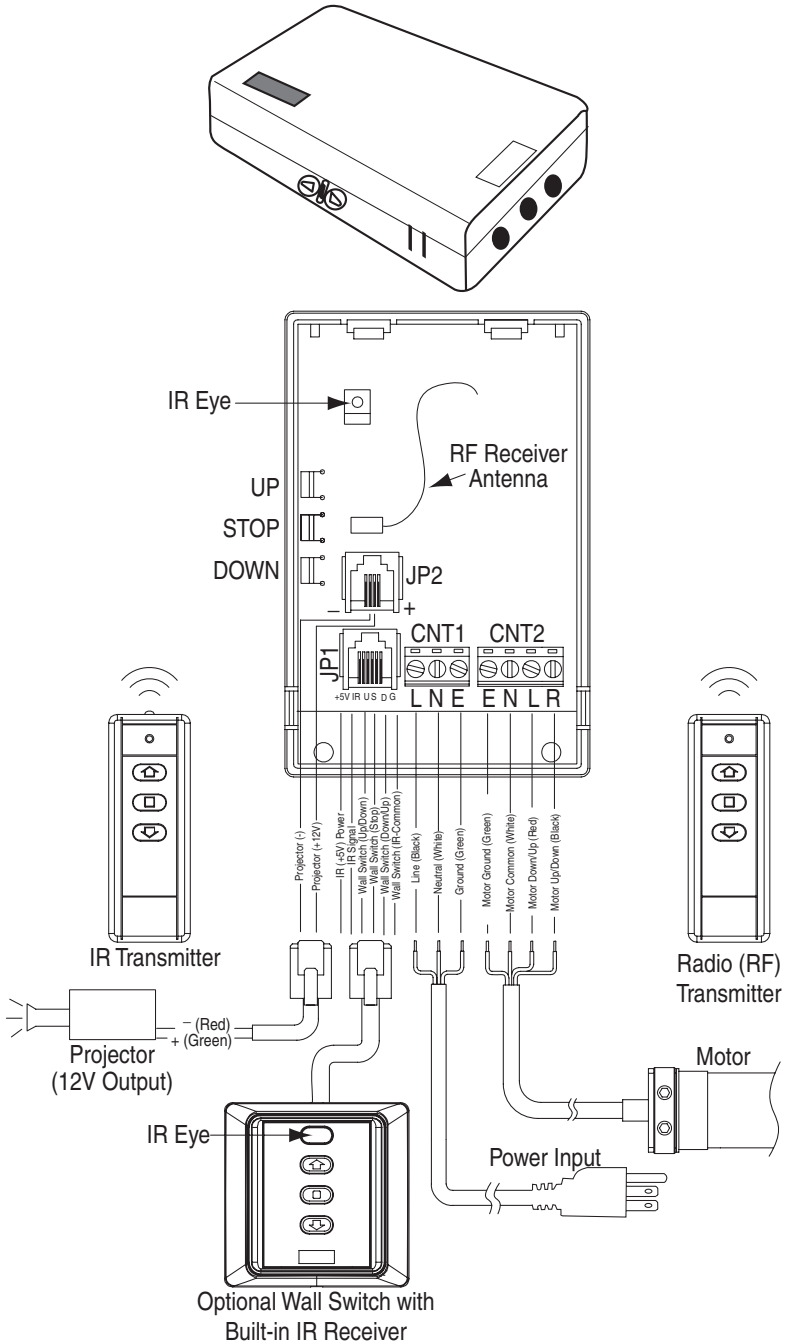 IR Eye
RF Receiver
Antenna
UP
STOP
DOWN
JP2
– +
CNT1 CNT2
JP1
+5V IR U S D G
L N E E N L R
Projector (-)
Projector (+12V)
IR (+5V) Power
IR Signal
Wall Switch (Up/Down)
Wall Switch (Stop)
Wall Switch (Down/Up)
Wall Switch (IR-Common)
Line (Black)
Neutral (White)
Ground (Green)
Motor Ground (Green)
Motor Common (White)
Motor Down/Up (Red)
Motor Up/Down (Black)
IR Transmitter
Radio (RF)
Transmitter
– (Red)
+ (Green)
Projector
(12V Output)
Motor
IR Eye
Power Input
Optional Wall Switch with
Built-in IR Receiver